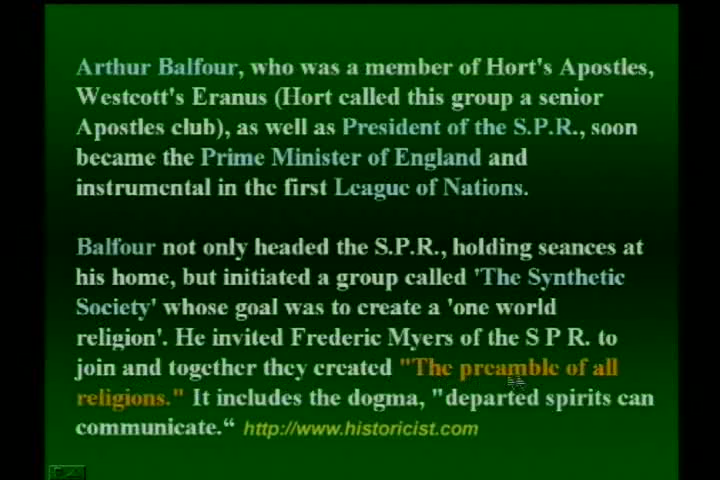 Arthur Balfour, who was a member of Hort's Apostles,
Westcott's Eranus (Hort called this group a senior
Apostles club), as well as President of the S.P.R., soon
became the Prime Minister of England and
instrumental in the first League of Nations.
Balfour not only headed the S.P.R., holding seances at
his home, but initiated a group called 'The Synthetic
Society' whose goal was to create a 'one world
religion'. He invited Frederic Myers of the S P R. to
join and together they created "The preamble of all
religions." It includes the dogma, "departed spirits can
communicate.“ http://www.historicist.com